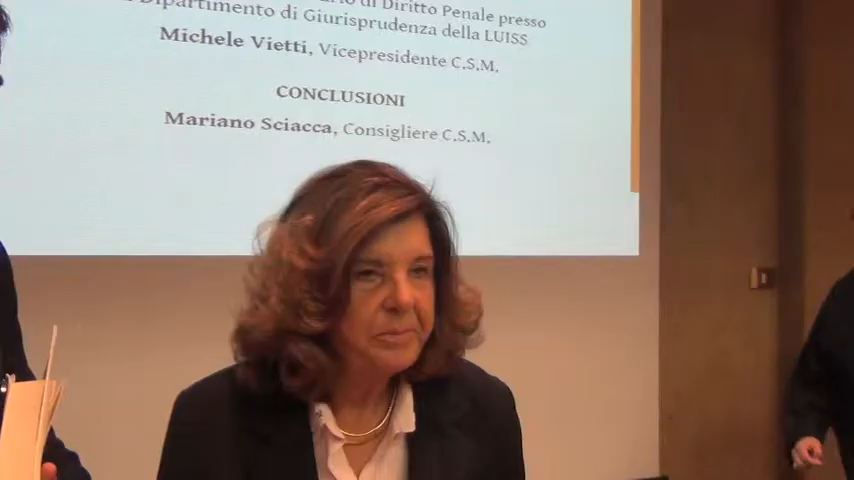 di Diritto Penale presso
Dipartimento di Giurisprudenza della LUISS
Michele Vietti, Vicepresidente C.S.M.
CONCLUSIONI
Mariano Sciacca, Consigliere C.S.M.